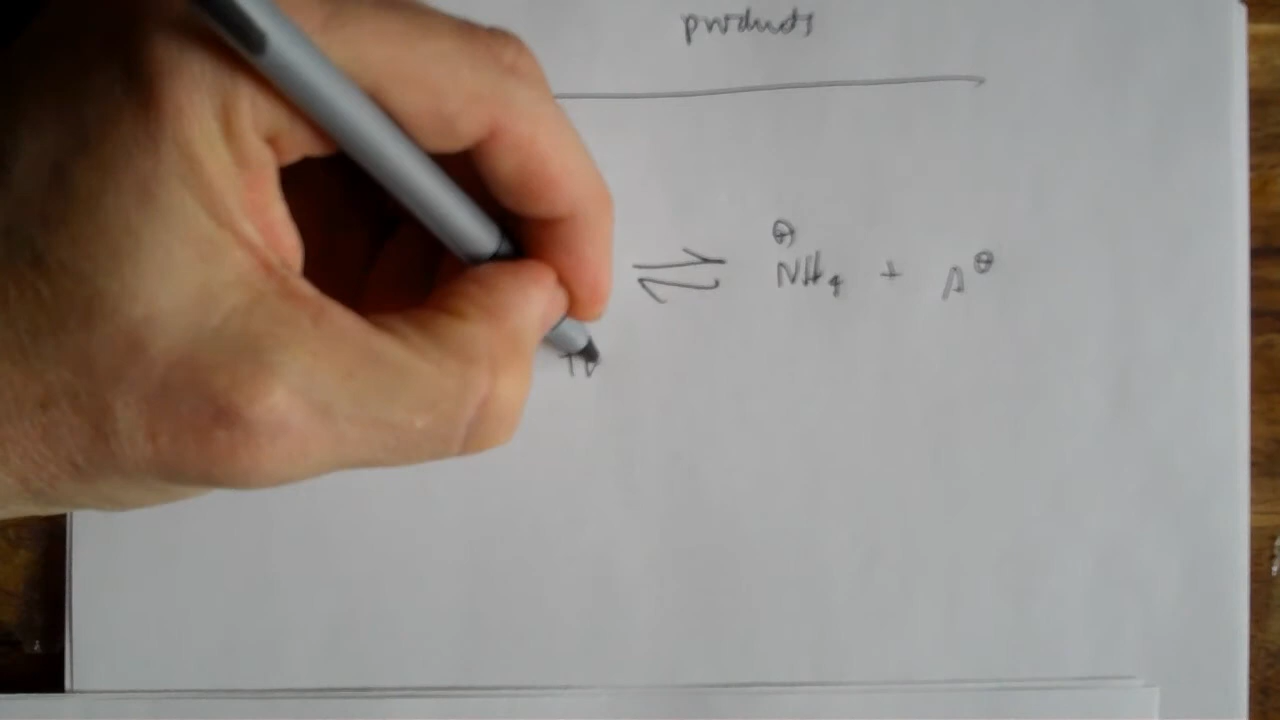 products
⇌ ⊕NH₄ + A⊖